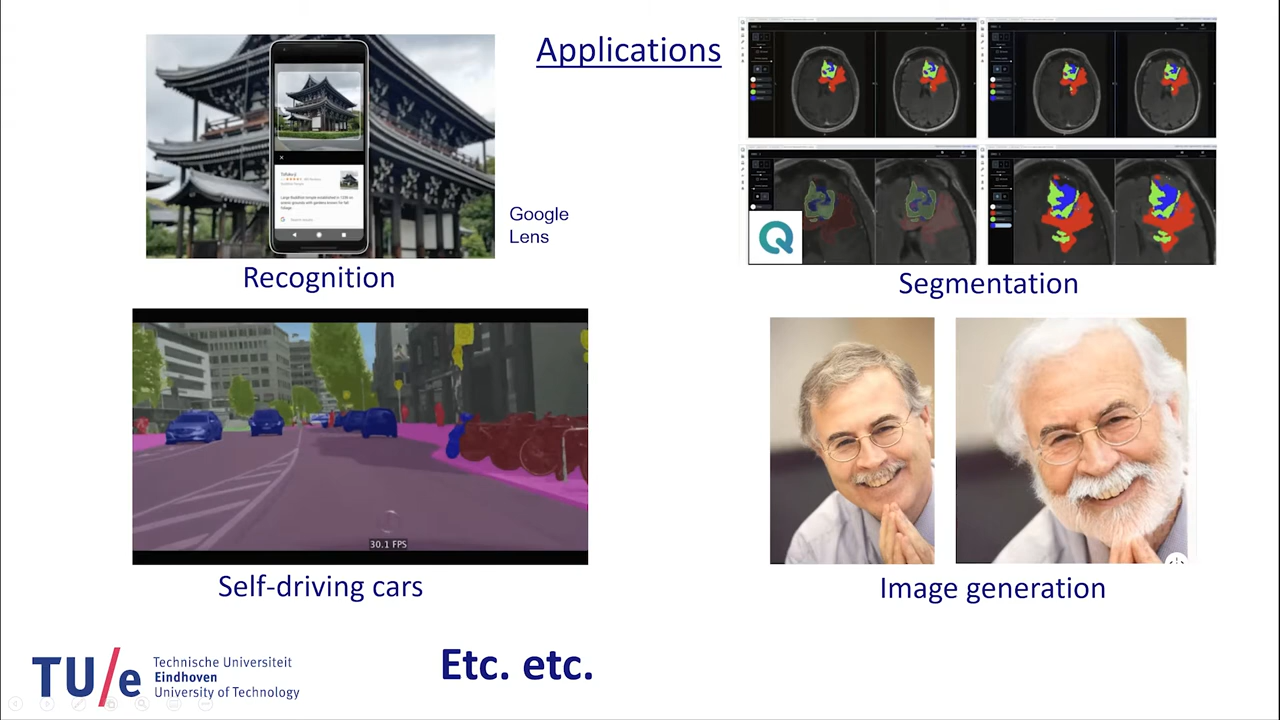 Applications
Google
Lens
Recognition
Segmentation
30.1 FPS
Self-driving cars
Image generation
Etc. etc.
TU/e
Technische Universiteit
Eindhoven
University of Technology